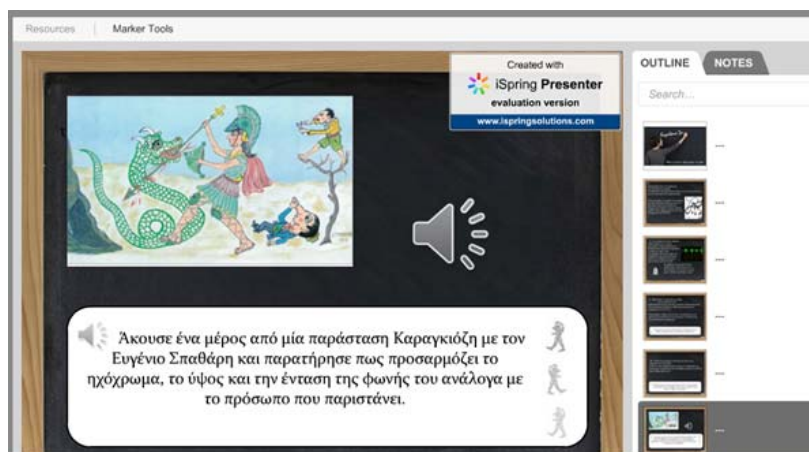 Resources | Marker Tools
Created with
iSpring Presenter
evaluation version
www.ispringsolutions.com
OUTLINE NOTES
Search...
...
...
...
...
...
...
Άκουσε ένα μέρος από μία παράσταση Καραγκιόζη με τον
Ευγένιο Σπαθάρη και παρατήρησε πως προσαρμόζει το
ηχόχρωμα, το ύψος και την ένταση της φωνής του ανάλογα με
το πρόσωπο που παριστάνει.